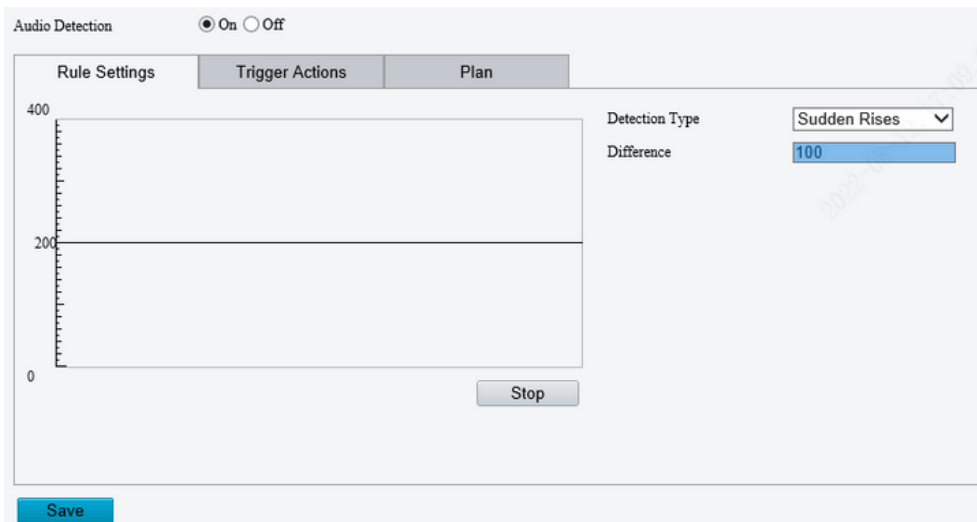 Audio Detection On Off
Rule Settings Trigger Actions Plan
400
Detection Type Sudden Rises
Difference 100
200
0
Stop
Save